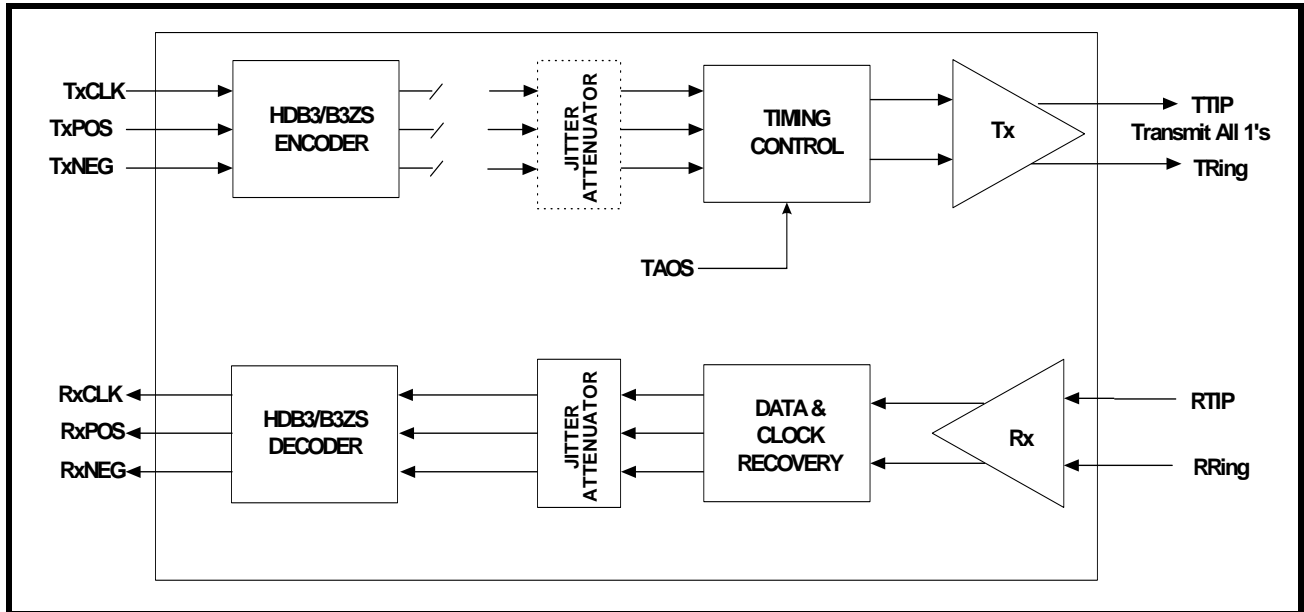 TxCLK
TxPOS
TxNEG
HDB3/B3ZS
ENCODER
JITTER
ATTENUATOR
TIMING
CONTROL
Tx
TTIP
Transmit All 1's
TRing
TAOS
RxCLK
RxPOS
RxNEG
HDB3/B3ZS
DECODER
JITTER
ATTENUATOR
DATA &
CLOCK
RECOVERY
Rx
RTIP
RRing